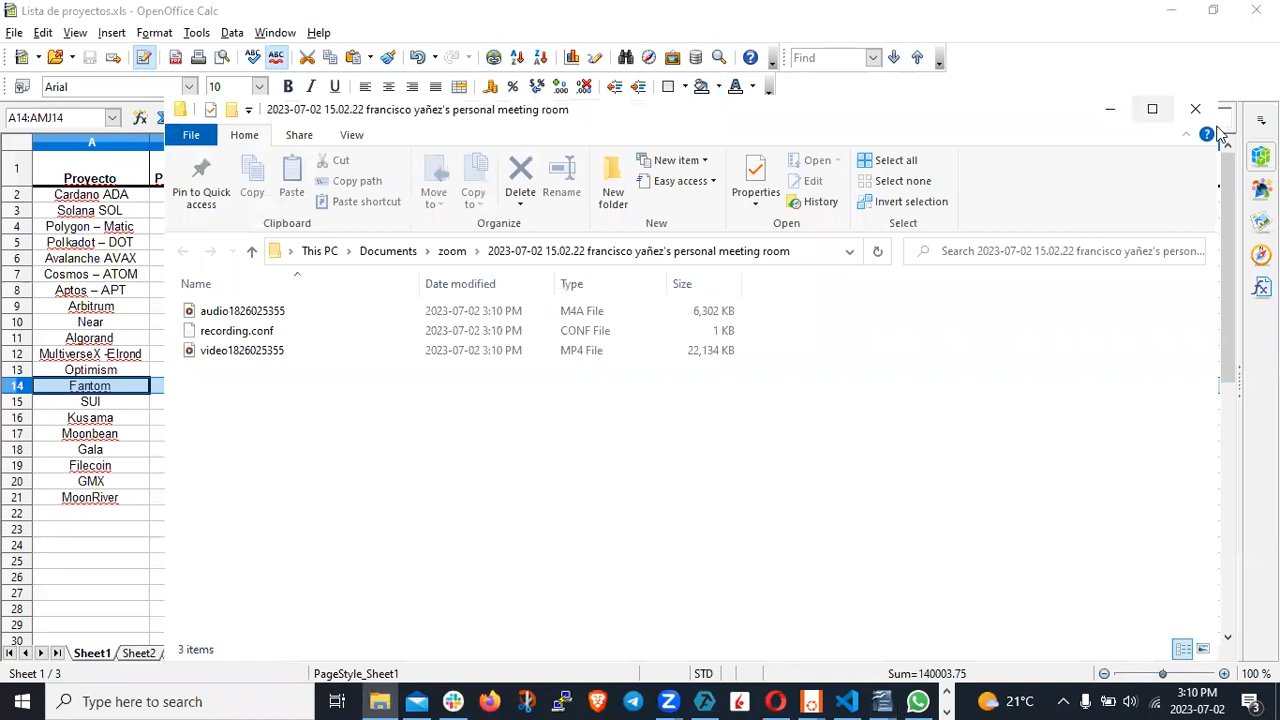 Lista de proyectos.xls - OpenOffice Calc
File Edit View Insert Format Tools Data Window Help
Find
Arial 10
A14:AMJ14
2023-07-02 15.02.22 francisco yañez's personal meeting room
File Home Share View
Pin to Quick access
Copy
Paste
Cut
Copy path
Paste shortcut
Clipboard
Move to
Copy to
Delete
Rename
Organize
New folder
New item
Easy access
New
Properties
Open
Edit
History
Open
Select all
Select none
Invert selection
Select
This PC Documents zoom 2023-07-02 15.02.22 francisco yañez's personal meeting room
Search 2023-07-02 15.02.22 francisco yañez's person...
Name Date modified Type Size
audio1826025355 2023-07-02 3:10 PM M4A File 6,302 KB
recording.conf 2023-07-02 3:10 PM CONF File 1 KB
video1826025355 2023-07-02 3:10 PM MP4 File 22,134 KB
3 items
A
1 Proyecto P
2 Cardano ADA
3 Solana SOL
4 Polygon – Matic
5 Polkadot – DOT
6 Avalanche AVAX
7 Cosmos – ATOM
8 Aptos – APT
9 Arbitrum
10 Near
11 Algorand
12 MultiverseX -Elrond
13 Optimism
14 Fantom
15 SUI
16 Kusama
17 Moonbean
18 Gala
19 Filecoin
20 GMX
21 MoonRiver
22
23
24
25
26
27
28
29
30
Sheet1 Sheet2
Sheet 1 / 3 PageStyle_Sheet1 STD Sum=140003.75 100 %
Type here to search
21°C
3:10 PM
2023-07-02
3